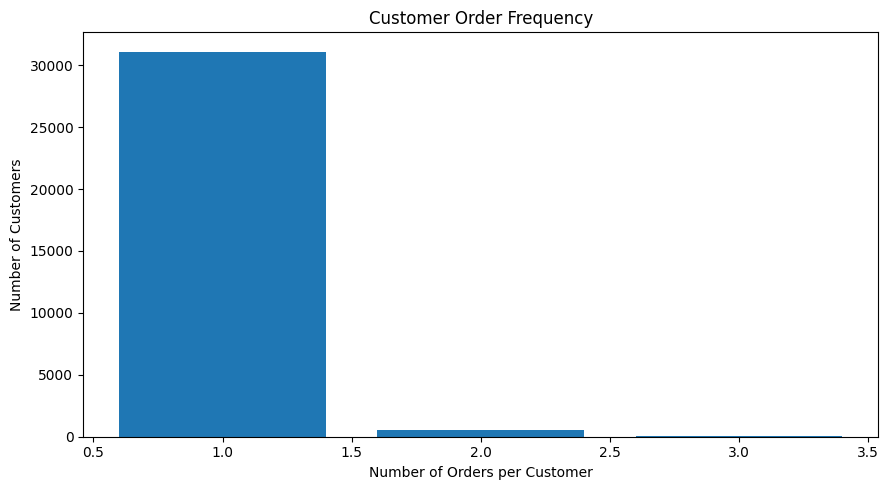 Customer Order Frequency
Number of Customers
30000
25000
20000
15000
10000
5000
0
0.5 1.0 1.5 2.0 2.5 3.0 3.5
Number of Orders per Customer